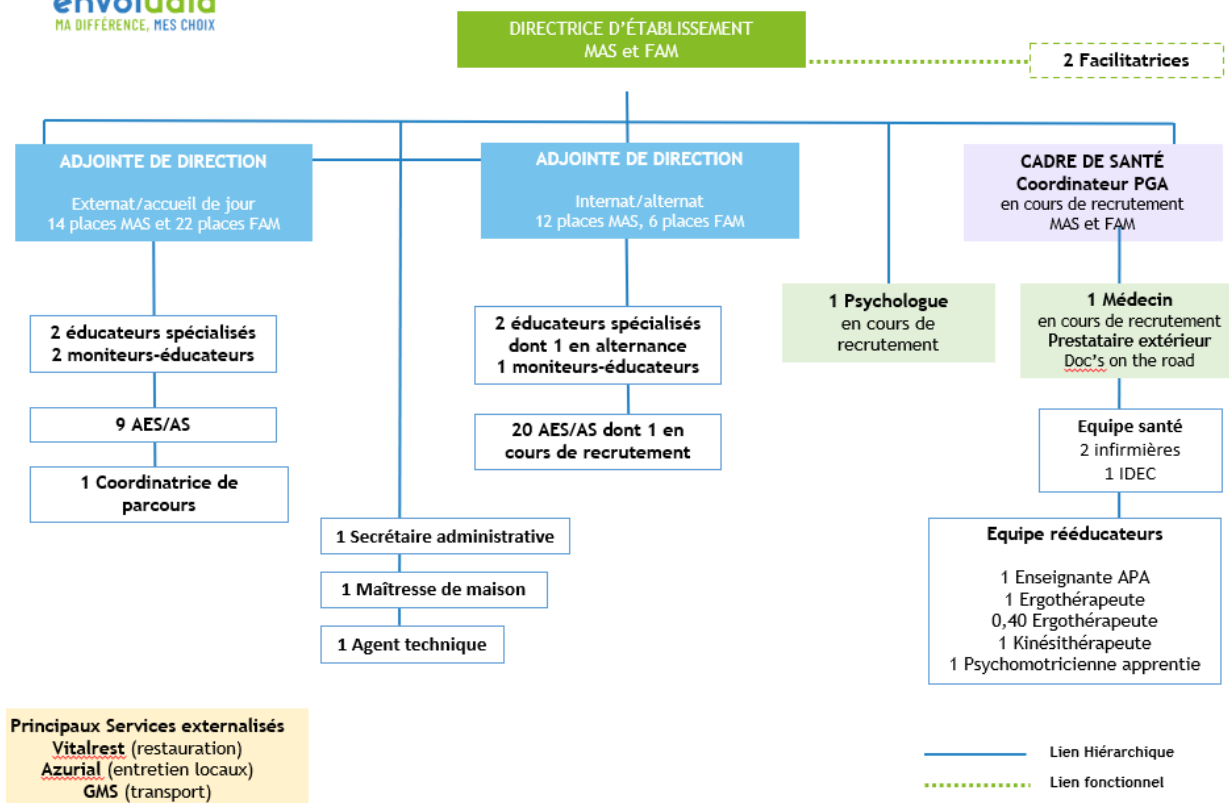 envoludia
MA DIFFÉRENCE, MES CHOIX
DIRECTRICE D'ÉTABLISSEMENT
MAS et FAM
2 Facilitatrices
ADJOINTE DE DIRECTION
Externat/accueil de jour
14 places MAS et 22 places FAM
ADJOINTE DE DIRECTION
Internat/alternat
12 places MAS, 6 places FAM
CADRE DE SANTÉ
Coordinateur PGA
en cours de recrutement
MAS et FAM
2 éducateurs spécialisés
2 moniteurs-éducateurs
9 AES/AS
1 Coordinatrice de
parcours
2 éducateurs spécialisés
dont 1 en alternance
1 moniteurs-éducateurs
20 AES/AS dont 1 en
cours de recrutement
1 Psychologue
en cours de
recrutement
1 Médecin
en cours de recrutement
Prestataire extérieur
Doc's on the road
Equipe santé
2 infirmières
1 IDEC
Equipe rééducateurs
1 Enseignante APA
1 Ergothérapeute
0,40 Ergothérapeute
1 Kinésithérapeute
1 Psychomotricienne apprentie
1 Secrétaire administrative
1 Maîtresse de maison
1 Agent technique
Principaux Services externalisés
Vitalrest (restauration)
Azurial (entretien locaux)
GMS (transport)
Lien Hiérarchique
Lien fonctionnel